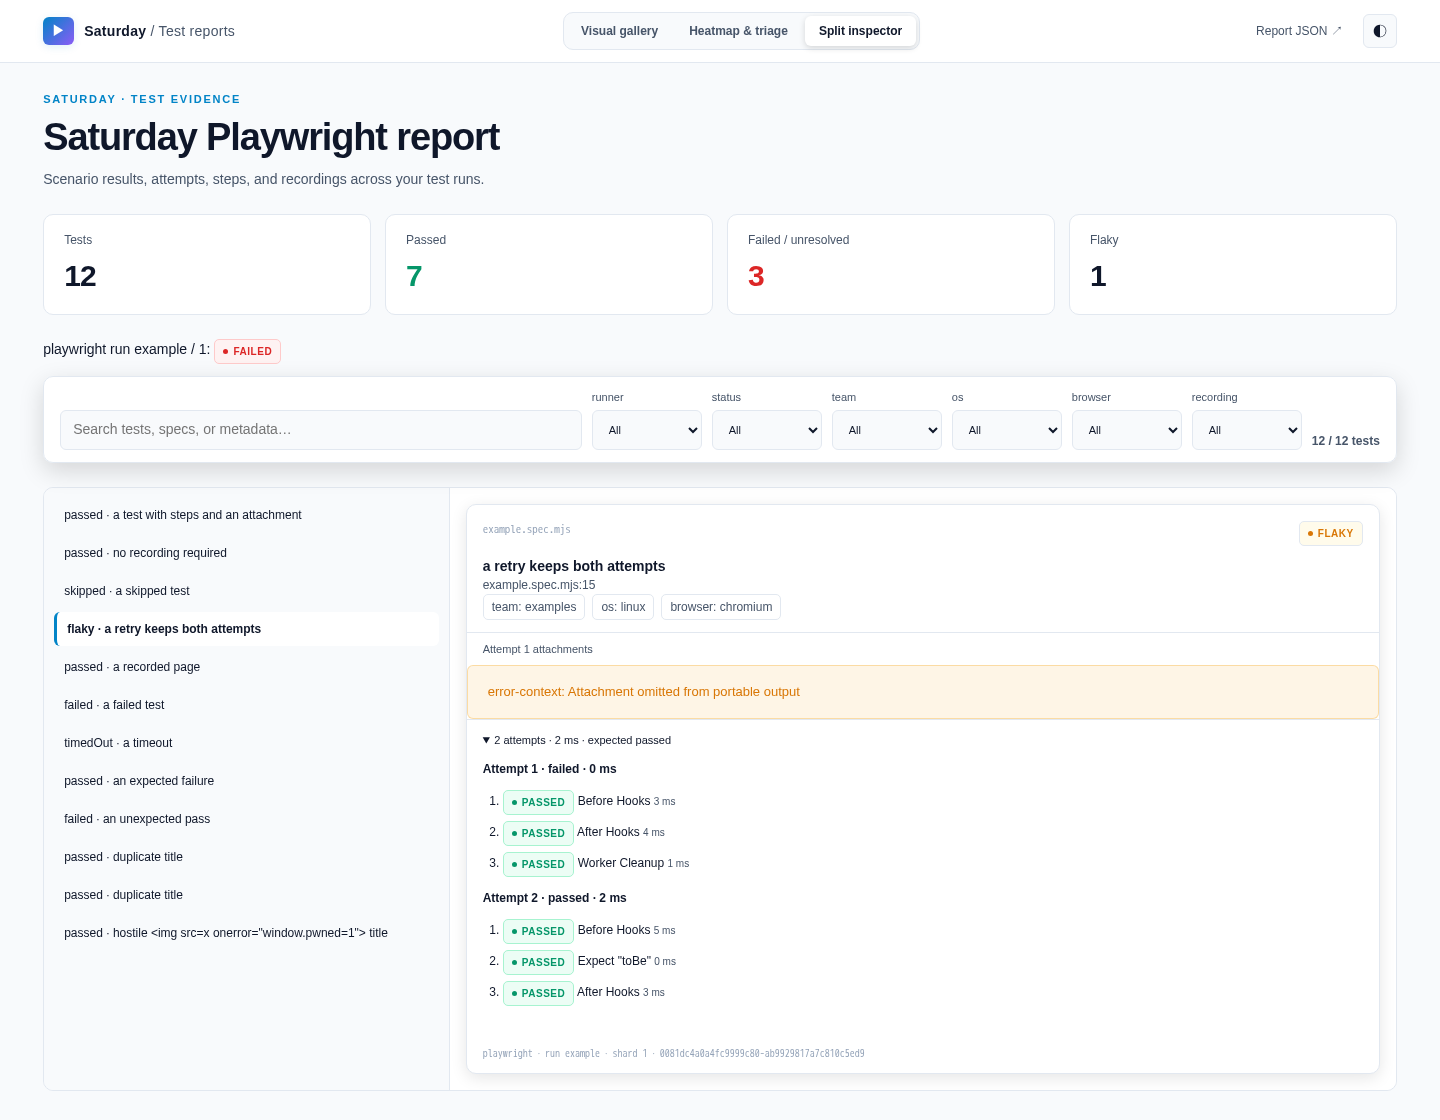 Saturday / Test reports
Visual gallery
Heatmap & triage
Split inspector
Report JSON ↗
SATURDAY · TEST EVIDENCE
Saturday Playwright report
Scenario results, attempts, steps, and recordings across your test runs.
Tests
12
Passed
7
Failed / unresolved
3
Flaky
1
playwright run example / 1: FAILED
runner
status
team
os
browser
recording
Search tests, specs, or metadata…
All
All
All
All
All
All
12 / 12 tests
passed · a test with steps and an attachment
passed · no recording required
skipped · a skipped test
flaky · a retry keeps both attempts
passed · a recorded page
failed · a failed test
timedOut · a timeout
passed · an expected failure
failed · an unexpected pass
passed · duplicate title
passed · duplicate title
passed · hostile <img src=x onerror="window.pwned=1"> title
example.spec.mjs
FLAKY
a retry keeps both attempts
example.spec.mjs:15
team: examples
os: linux
browser: chromium
Attempt 1 attachments
error-context: Attachment omitted from portable output
▼ 2 attempts · 2 ms · expected passed
Attempt 1 · failed · 0 ms
1. PASSED Before Hooks 3 ms
2. PASSED After Hooks 4 ms
3. PASSED Worker Cleanup 1 ms
Attempt 2 · passed · 2 ms
1. PASSED Before Hooks 5 ms
2. PASSED Expect "toBe" 0 ms
3. PASSED After Hooks 3 ms
playwright · run example · shard 1 · 0081dc4a0a4fc9999c80-ab9929817a7c810c5ed9